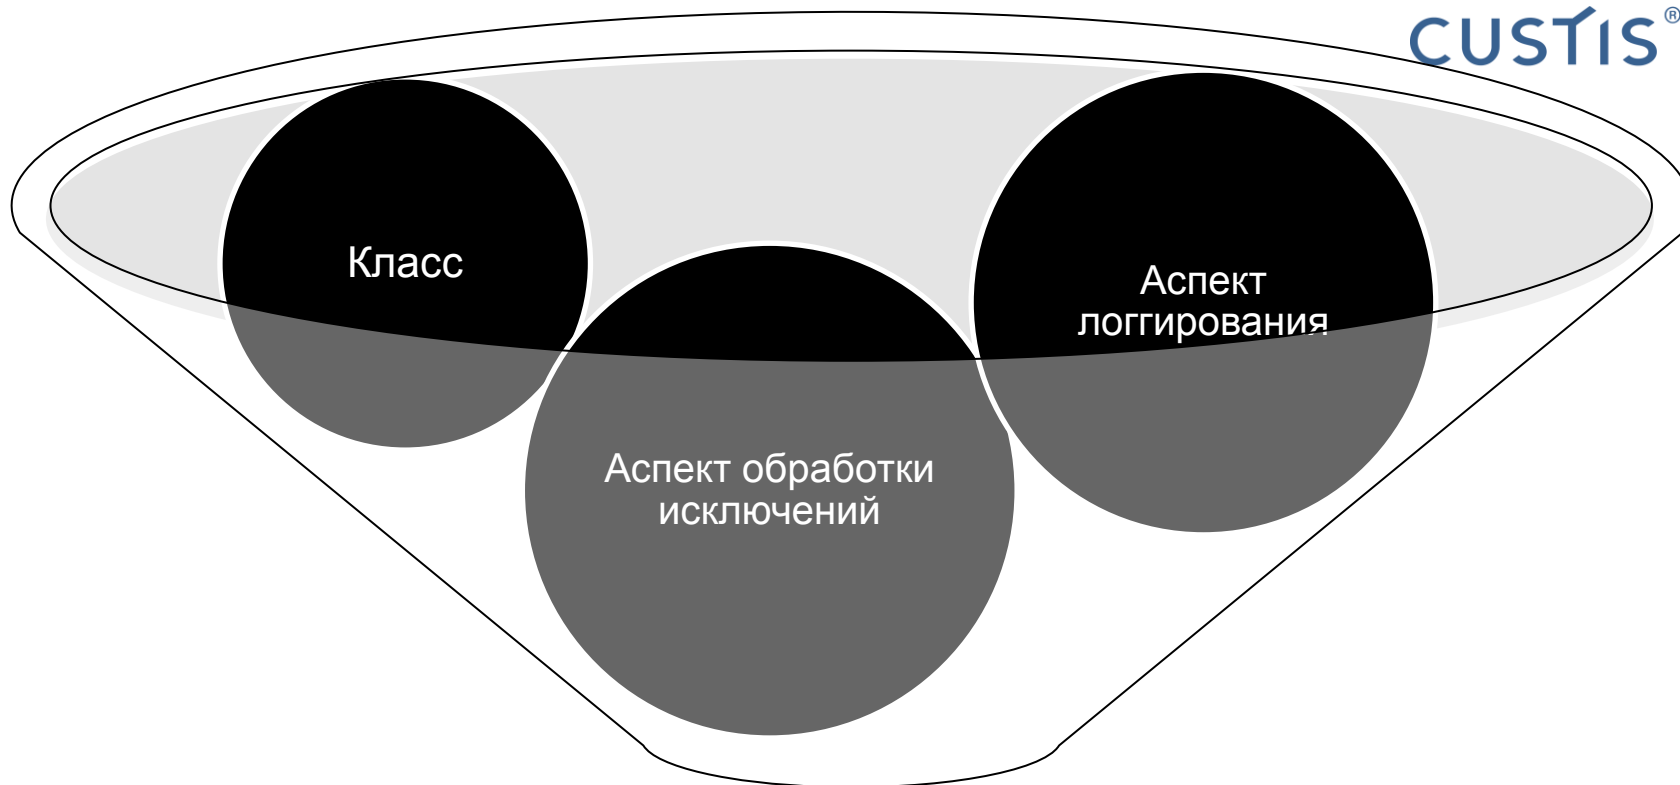 CUSTIS®
Класс
Аспект
логгирования
Аспект обработки
исключений